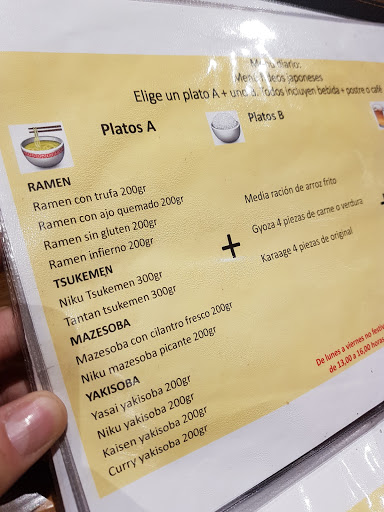 Menú diario:
fideos japoneses
Elige un plato A + uno B. Todos incluyen bebida + postre o café
Platos A
RAMEN
Ramen con trufa 200gr
Ramen con ajo quemado 200gr
Ramen sin gluten 200gr
Ramen infierno 200gr
TSUKEMEN
Niku Tsukemen 300gr
Tantan tsukemen 300gr
MAZESOBA
Mazesoba con cilantro fresco 200gr
Niku mazesoba picante 200gr
YAKISOBA
Yasai yakisoba 200gr
Niku yakisoba 200gr
Kaisen yakisoba 200gr
Curry yakisoba 200gr
+
Platos B
Media ración de arroz frito
Gyoza 4 piezas de carne o verdura
Karaage 4 piezas de original
De lunes a viernes no
de 13,00 a 16,00 horas